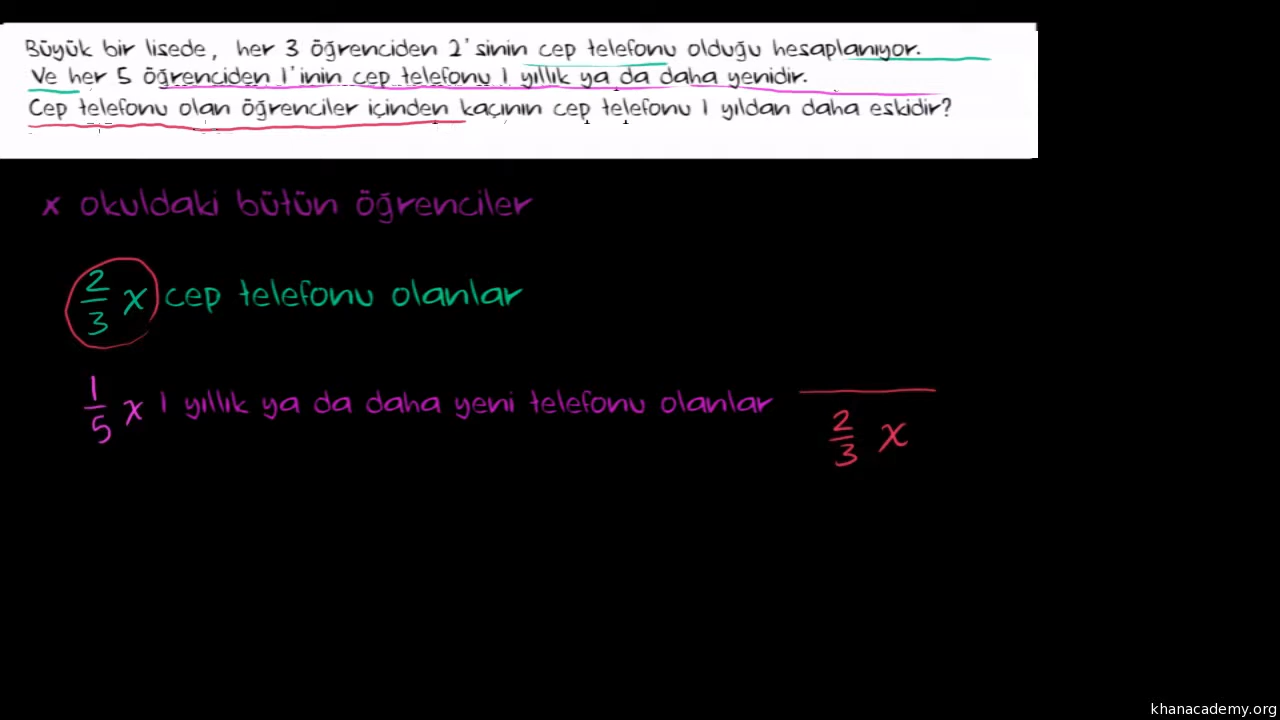 Büyük bir lisede, her 3 öğrenciden 2'sinin cep telefonu olduğu hesaplanıyor.
Ve her 5 öğrenciden 1'inin cep telefonu 1 yıllık ya da daha yenidir.
Cep telefonu olan öğrenciler içinden kaçının cep telefonu 1 yıldan daha eskidir?
x okuldaki bütün öğrenciler
2/3 x cep telefonu olanlar
1/5 x 1 yıllık ya da daha yeni telefonu olanlar
2/3 x
khanacademy.org